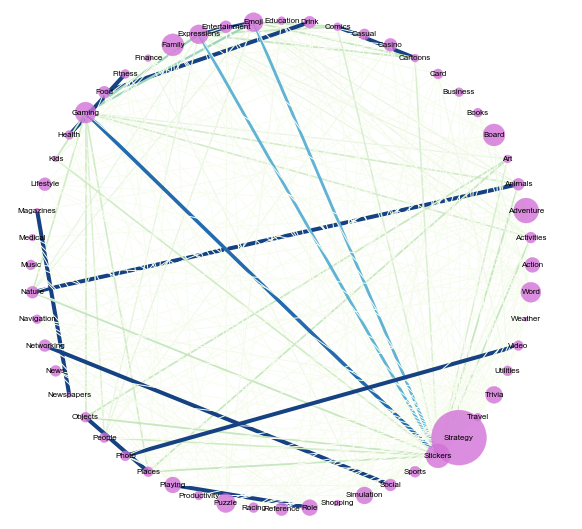 Emoji
Education
Drink
Entertainment
Comics
Expressions
Casual
Family
Casino
Finance
Cartoons
Fitness
Card
Food
Business
Gaming
Books
Health
Board
Kids
Art
Lifestyle
Animals
Magazines
Adventure
Medical
Activities
Music
Action
Nature
Word
Navigation
Weather
Networking
Video
News
Utilities
Newspapers
Trivia
Objects
Travel
People
Strategy
Photo
Stickers
Places
Sports
Playing
Social
Productivity
Simulation
Puzzle
Shopping
Racing
Reference
Role